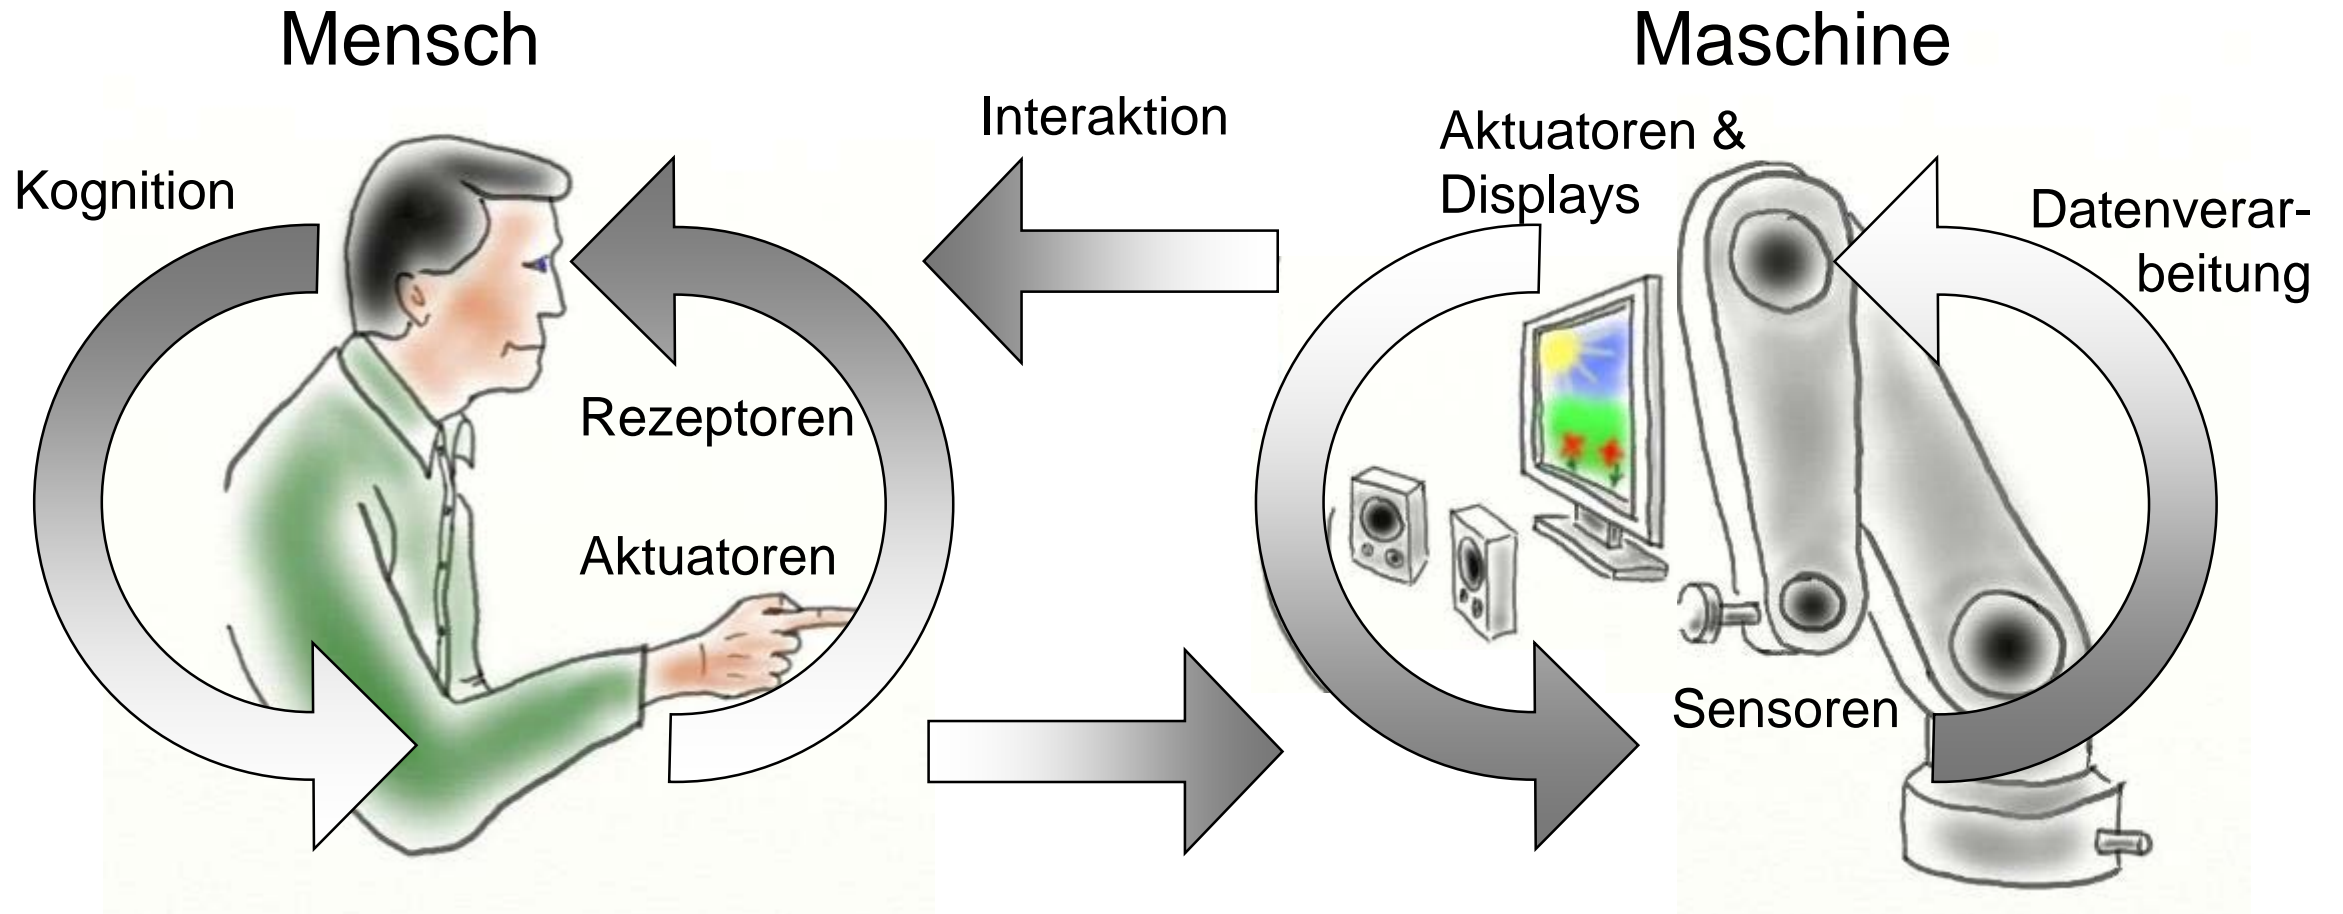 Mensch
Maschine
Interaktion
Aktuatoren &
Displays
Kognition
Datenverar-
beitung
Rezeptoren
Aktuatoren
Sensoren